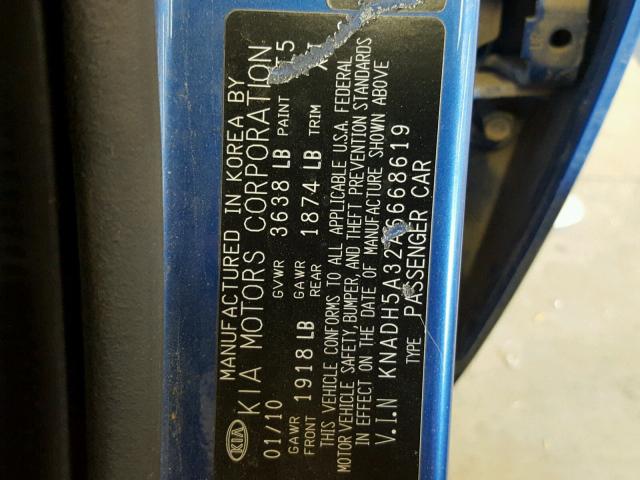 KIA
MANUFACTURED IN KOREA BY
KIA MOTORS CORPORATION
01/10 GVWR 3638 LB PAINT
GAWR FRONT 1918 LB GAWR REAR 1874 LB TRIM
THIS VEHICLE CONFORMS TO ALL APPLICABLE U.S.A. FEDERAL
MOTOR VEHICLE SAFETY, BUMPER, AND THEFT PREVENTION STANDARDS
IN EFFECT ON THE DATE OF MANUFACTURE SHOWN ABOVE
V.I.N KNADH5A32A6668619
TYPE PASSENGER CAR